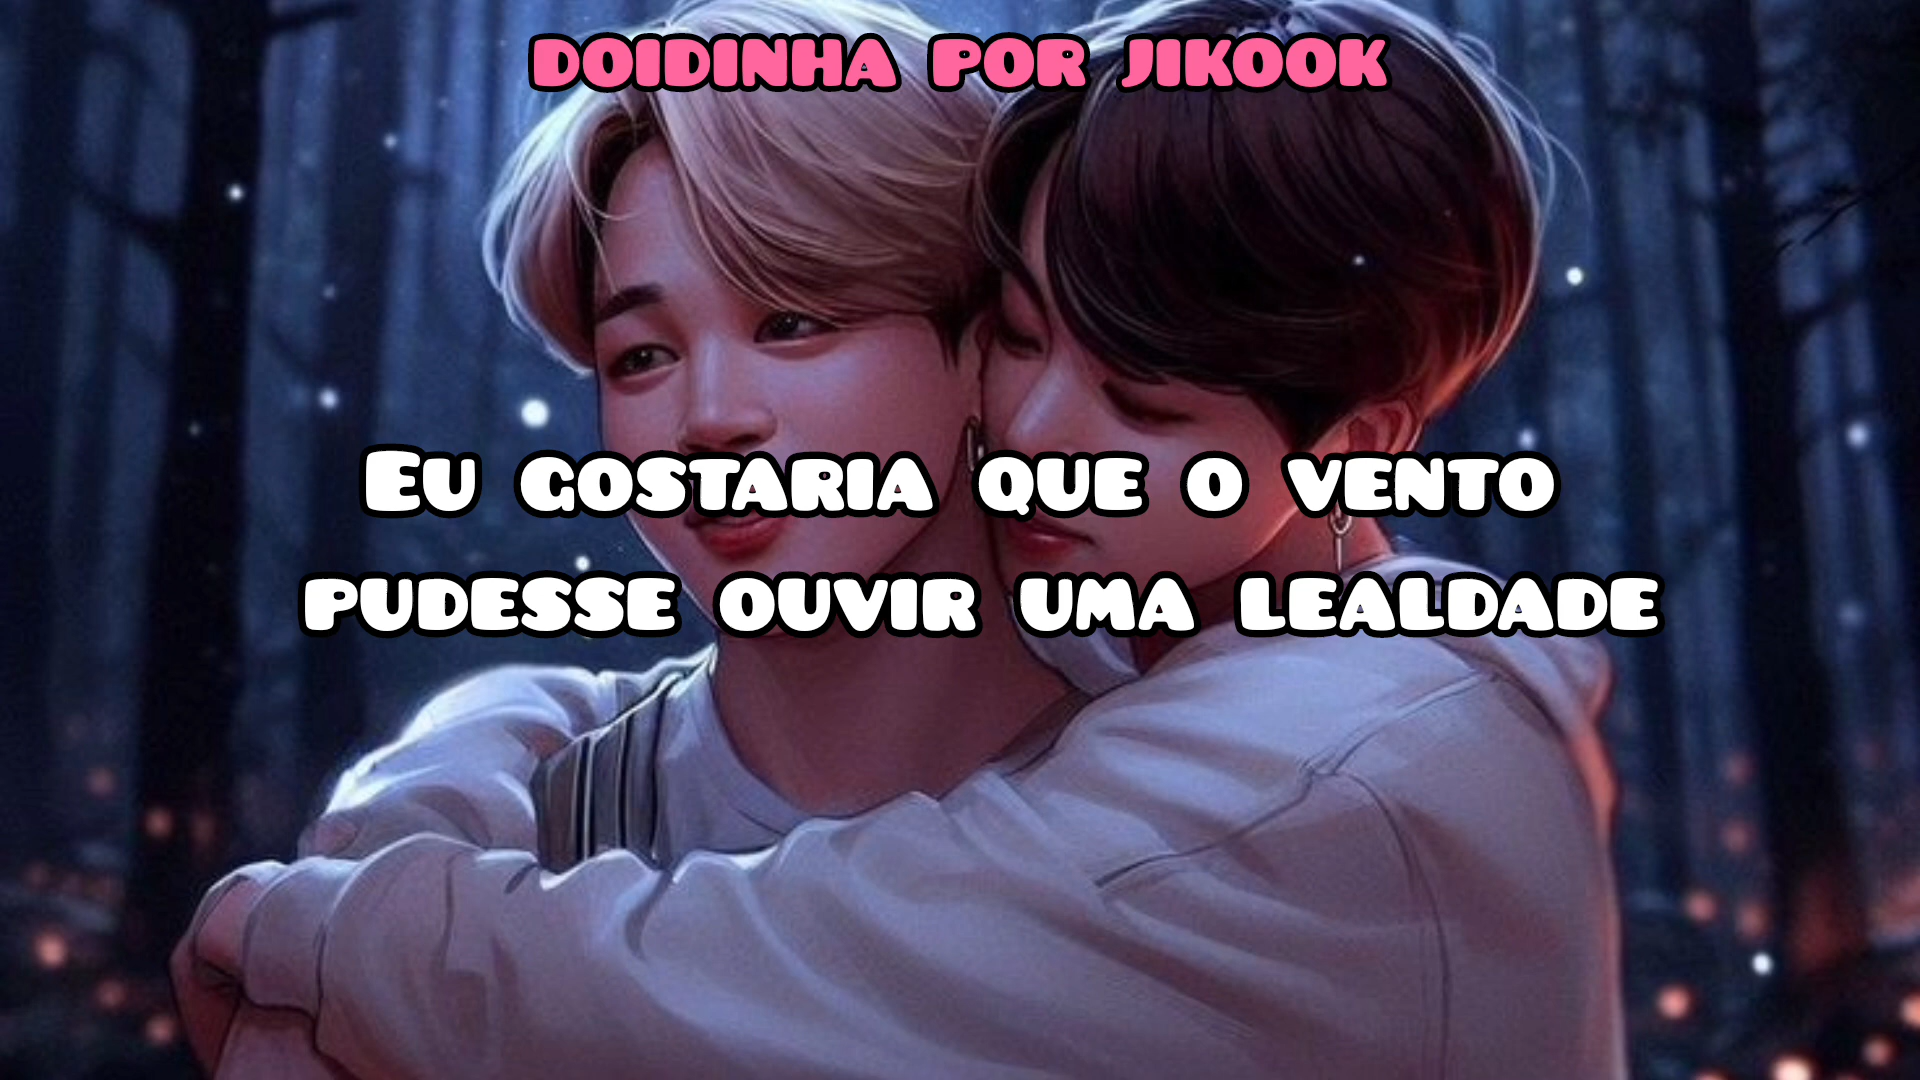 DOIDINHA POR JIKOOK
EU GOSTARIA QUE O VENTO
PUDESSE OUVIR UMA LEALDADE